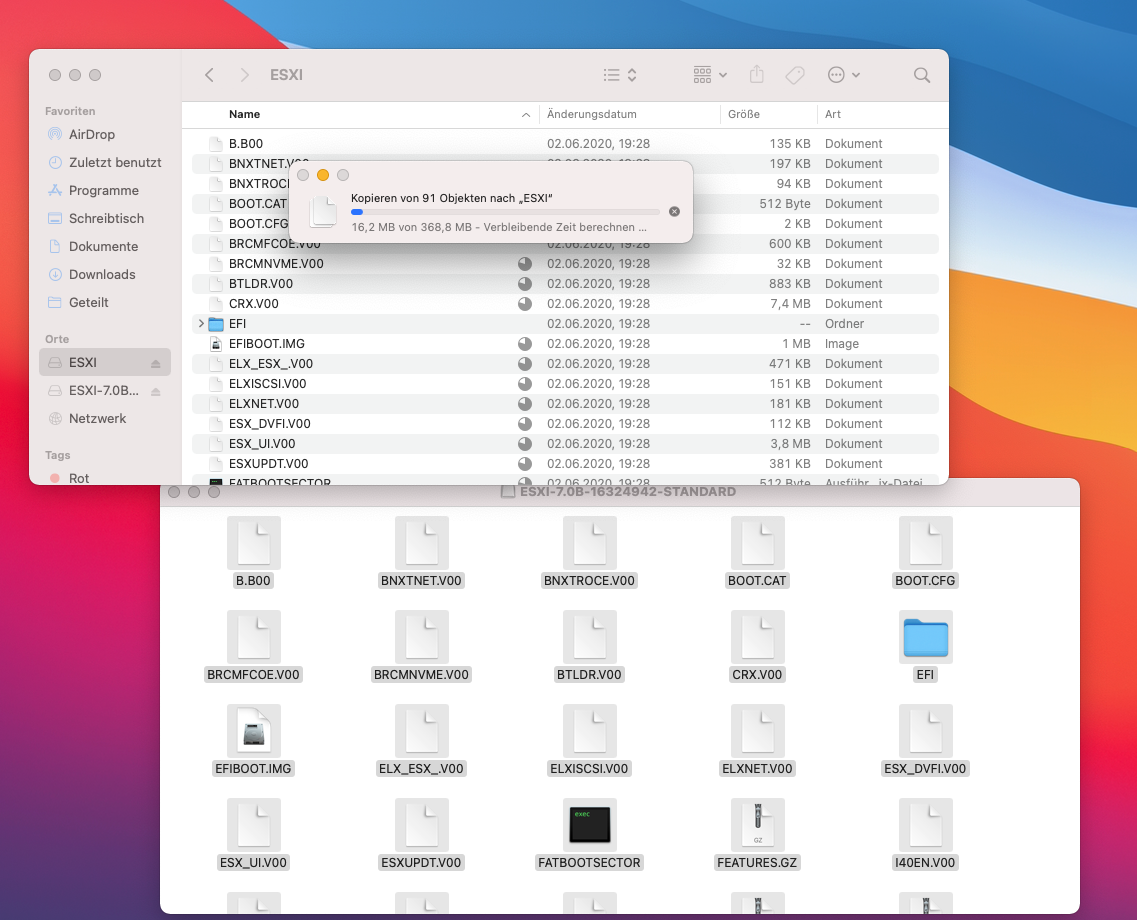 ESXI
Favoriten
AirDrop
Zuletzt benutzt
Programme
Schreibtisch
Dokumente
Downloads
Geteilt
Orte
ESXI
ESXI-7.0B...
Netzwerk
Tags
Rot
Name Änderungsdatum Größe Art
B.B00 02.06.2020, 19:28 135 KB Dokument
BNXTNET.V00 197 KB Dokument
BNXTROC 94 KB Dokument
BOOT.CAT 512 Byte Dokument
BOOT.CFG 2 KB Dokument
BRCMFCOE.V00 02.06.2020, 19:28 600 KB Dokument
BRCMNVME.V00 02.06.2020, 19:28 32 KB Dokument
BTLDR.V00 02.06.2020, 19:28 883 KB Dokument
CRX.V00 02.06.2020, 19:28 7,4 MB Dokument
EFI 02.06.2020, 19:28 -- Ordner
EFIBOOT.IMG 02.06.2020, 19:28 1 MB Image
ELX_ESX_.V00 02.06.2020, 19:28 471 KB Dokument
ELXISCSI.V00 02.06.2020, 19:28 151 KB Dokument
ELXNET.V00 02.06.2020, 19:28 181 KB Dokument
ESX_DVFI.V00 02.06.2020, 19:28 112 KB Dokument
ESX_UI.V00 02.06.2020, 19:28 3,8 MB Dokument
ESXUPDT.V00 02.06.2020, 19:28 381 KB Dokument
FATBOOTSECTOR 02.06.2020, 19:28 512 Byte Ausführ...ix-Datei
Kopieren von 91 Objekten nach „ESXI“
16,2 MB von 368,8 MB – Verbleibende Zeit berechnen ...
ESXI-7.0B-16324942-STANDARD
B.B00 BNXTNET.V00 BNXTROCE.V00 BOOT.CAT BOOT.CFG
BRCMFCOE.V00 BRCMNVME.V00 BTLDR.V00 CRX.V00 EFI
EFIBOOT.IMG ELX_ESX_.V00 ELXISCSI.V00 ELXNET.V00 ESX_DVFI.V00
exec
GZ
ESX_UI.V00 ESXUPDT.V00 FATBOOTSECTOR FEATURES.GZ I40EN.V00